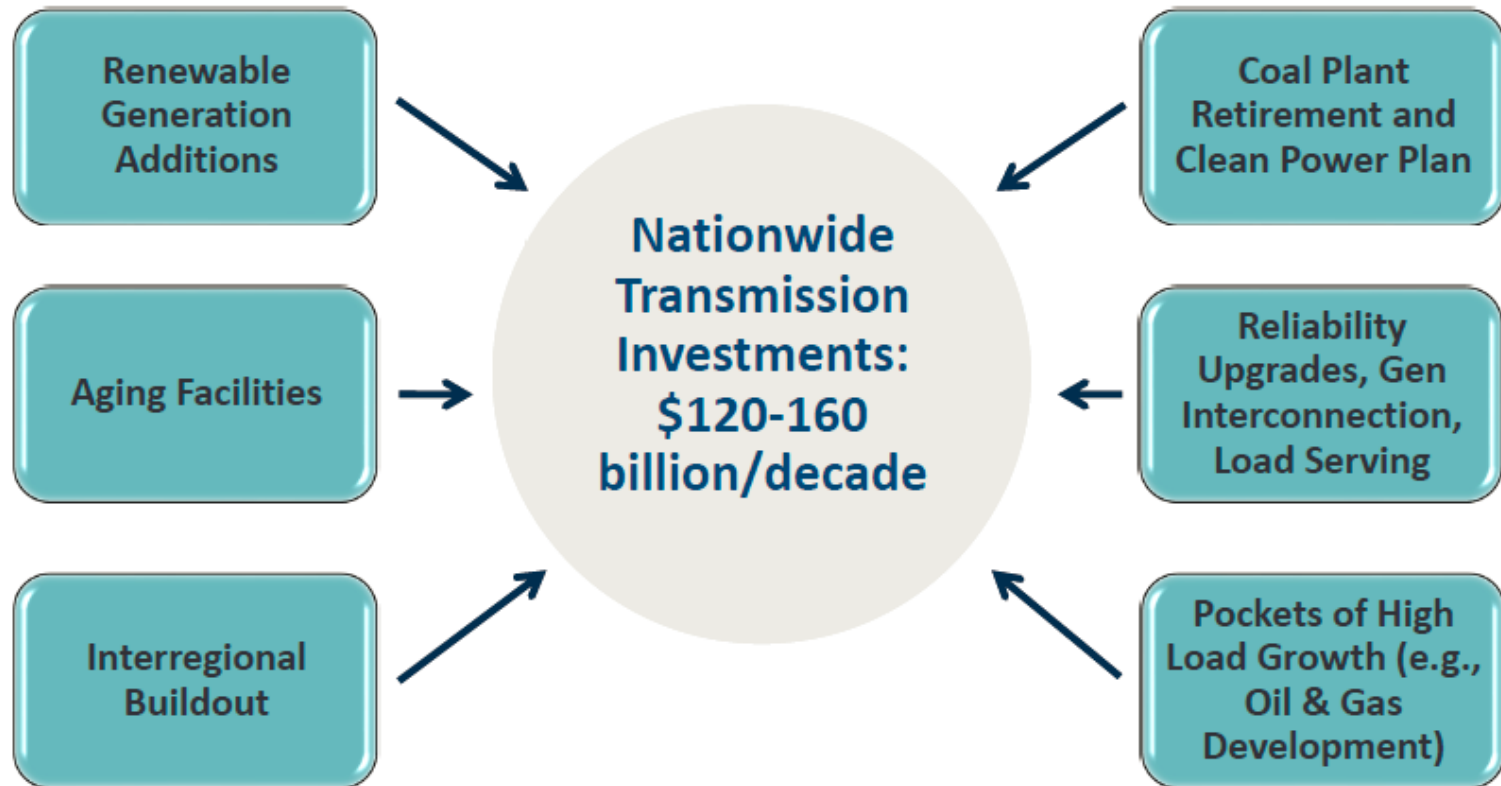 Renewable
Generation
Additions
Aging Facilities
Interregional
Buildout
Nationwide
Transmission
Investments:
$120-160
billion/decade
Coal Plant
Retirement and
Clean Power Plan
Reliability
Upgrades, Gen
Interconnection,
Load Serving
Pockets of High
Load Growth (e.g.,
Oil & Gas
Development)